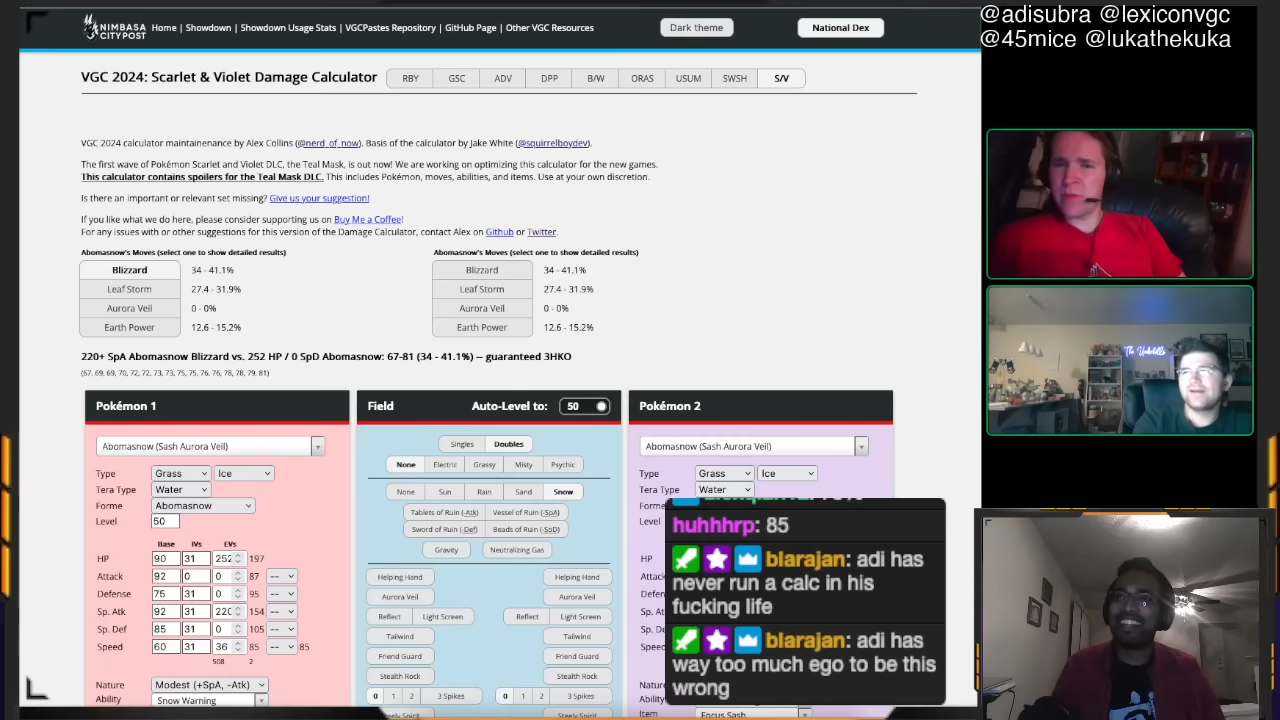 @adisubra @lexiconvgc
@45mice @lukathekuka
NIMBASA
CITYPOST
Home | Showdown | Showdown Usage Stats | VGCPastes Repository | GitHub Page | Other VGC Resources
Dark theme
National Dex
VGC 2024: Scarlet & Violet Damage Calculator
RBY GSC ADV DPP B/W ORAS USUM SWSH S/V
VGC 2024 calculator maintainenance by Alex Collins (@nerd_of_now). Basis of the calculator by Jake White (@squirrelboydev).
The first wave of Pokémon Scarlet and Violet DLC, the Teal Mask, is out now! We are working on optimizing this calculator for the new games.
This calculator contains spoilers for the Teal Mask DLC. This includes Pokémon, moves, abilities, and items. Use at your own discretion.
Is there an important or relevant set missing? Give us your suggestion!
If you like what we do here, please consider supporting us on Buy Me a Coffee!
For any issues with or other suggestions for this version of the Damage Calculator, contact Alex on Github or Twitter.
Abomasnow's Moves (select one to show detailed results)
Blizzard 34 - 41.1%
Leaf Storm 27.4 - 31.9%
Aurora Veil 0 - 0%
Earth Power 12.6 - 15.2%
Abomasnow's Moves (select one to show detailed results)
Blizzard 34 - 41.1%
Leaf Storm 27.4 - 31.9%
Aurora Veil 0 - 0%
Earth Power 12.6 - 15.2%
220+ SpA Abomasnow Blizzard vs. 252 HP / 0 SpD Abomasnow: 67-81 (34 - 41.1%) -- guaranteed 3HKO
(67, 69, 69, 70, 72, 72, 73, 73, 75, 75, 76, 76, 78, 78, 79, 81)
Pokémon 1
Abomasnow (Sash Aurora Veil)
Type Grass Ice
Tera Type Water
Forme Abomasnow
Level 50
Base IVs EVs
HP 90 31 252 197
Attack 92 0 0 87 --
Defense 75 31 0 95 --
Sp. Atk 92 31 220 154 --
Sp. Def 85 31 0 105 --
Speed 60 31 36 85 -- 85
508 2
Nature Modest (+SpA, -Atk)
Ability Snow Warning
Field Auto-Level to: 50
Singles Doubles
None Electric Grassy Misty Psychic
None Sun Rain Sand Snow
Tablets of Ruin (-Atk) Vessel of Ruin (-SpA)
Sword of Ruin (-Def) Beads of Ruin (-SpD)
Gravity Neutralizing Gas
Helping Hand Helping Hand
Aurora Veil Aurora Veil
Reflect Light Screen Reflect Light Screen
Tailwind Tailwind
Friend Guard Friend Guard
Stealth Rock Stealth Rock
0 1 2 3 Spikes 0 1 2 3 Spikes
Steely Spirit Steely Spirit
Pokémon 2
Abomasnow (Sash Aurora Veil)
Type Grass Ice
Tera Type Water
Forme
Level
HP
Attack
Defense
Sp. Atk
Sp. Def
Speed
Nature
Ability
Item Focus Sash
huhhhrp: 85
blarajan: adi has
never run a calc in his
fucking life
blarajan: adi has
way too much ego to be this
wrong
The Underhills